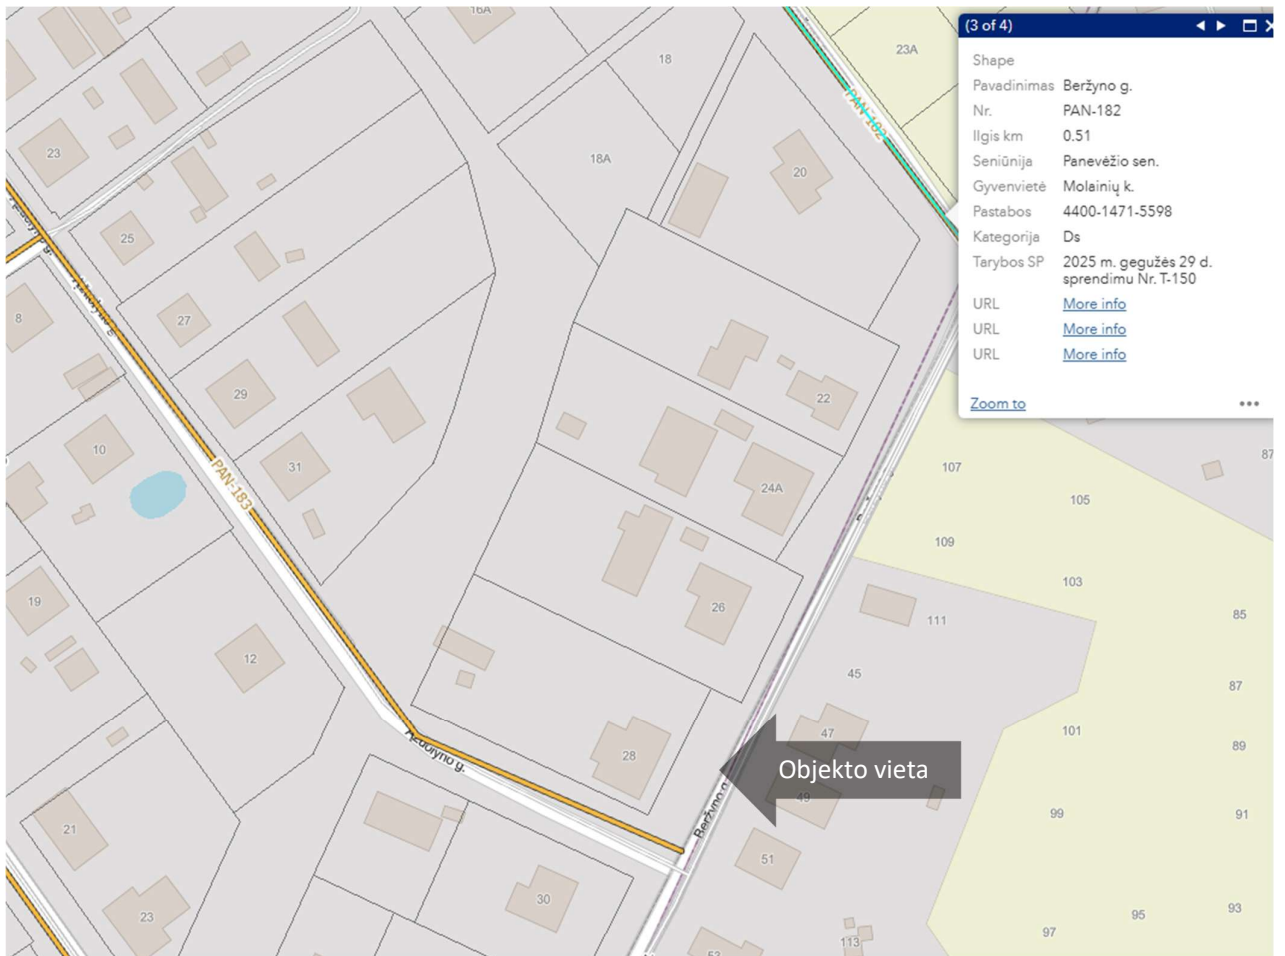 16A
18
23A
(3 of 4)
Shape
Pavadinimas Beržyno g.
Nr. PAN-182
Ilgis km 0.51
Seniūnija Panevėžio sen.
Gyvenvietė Molainių k.
Pastabos 4400-1471-5598
Kategorija Ds
Tarybos SP 2025 m. gegužės 29 d.
sprendimu Nr. T-150
URL More info
URL More info
URL More info
Zoom to
PAN-182
23
18A
20
25
27
8
29
22
10
31
PAN-183
24A
107
105
87
109
103
19
26
111
85
12
45
87
47
101
89
Ąžuolyno g.
28
Objekto vieta
49
Beržyno g.
99
91
21
51
30
23
95
93
97
113
53